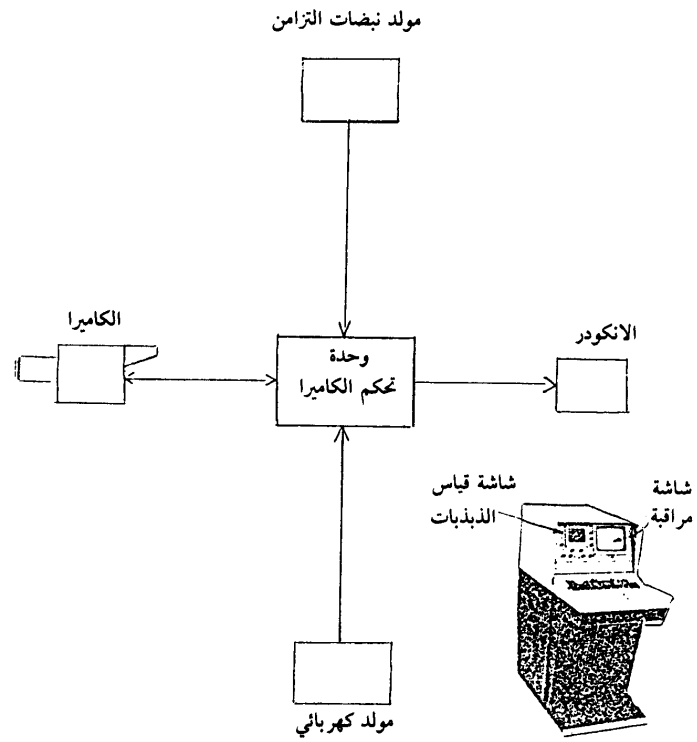 مولد نبضات التزامن
الكاميرا
وحدة
تحكم الكاميرا
الانكودر
شاشة قياس
الذبذبات
شاشة
مراقبة
مولد كهربائي